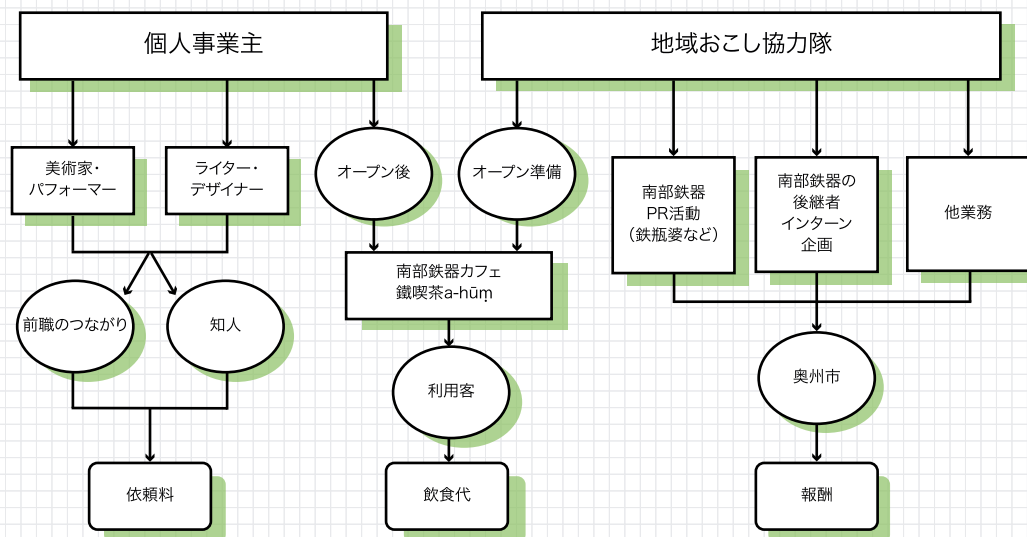 個人事業主
地域おこし協力隊
美術家・
パフォーマー
ライター・
デザイナー
オープン後
オープン準備
南部鉄器
PR活動
（鉄瓶婆など）
南部鉄器の
後継者
インターン
企画
他業務
南部鉄器カフェ
鐵喫茶a-hūṃ
前職のつながり
知人
利用客
奥州市
依頼料
飲食代
報酬